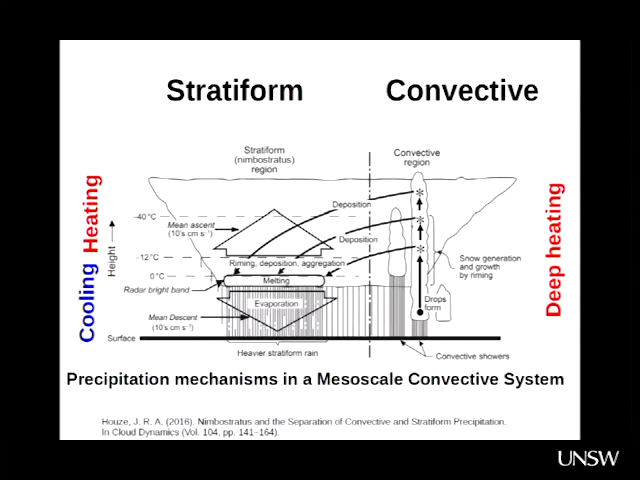 Stratiform
Convective
Stratiform
(nimbostratus)
region
Convective
region
Cooling Heating
Deep heating
Height
–40°C
Mean ascent
(10's cm s⁻¹)
Deposition
Deposition
-12°C
Riming, deposition, aggregation
0°C
Melting
Radar bright band
Evaporation
Mean Descent
(10's cm s⁻¹)
Snow generation
and growth
by riming
Drops
form
Surface
Heavier stratiform rain
Convective showers
Precipitation mechanisms in a Mesoscale Convective System
Houze, J. R. A. (2016). Nimbostratus and the Separation of Convective and Stratiform Precipitation.
In Cloud Dynamics (Vol. 104, pp. 141–164).
UNSW